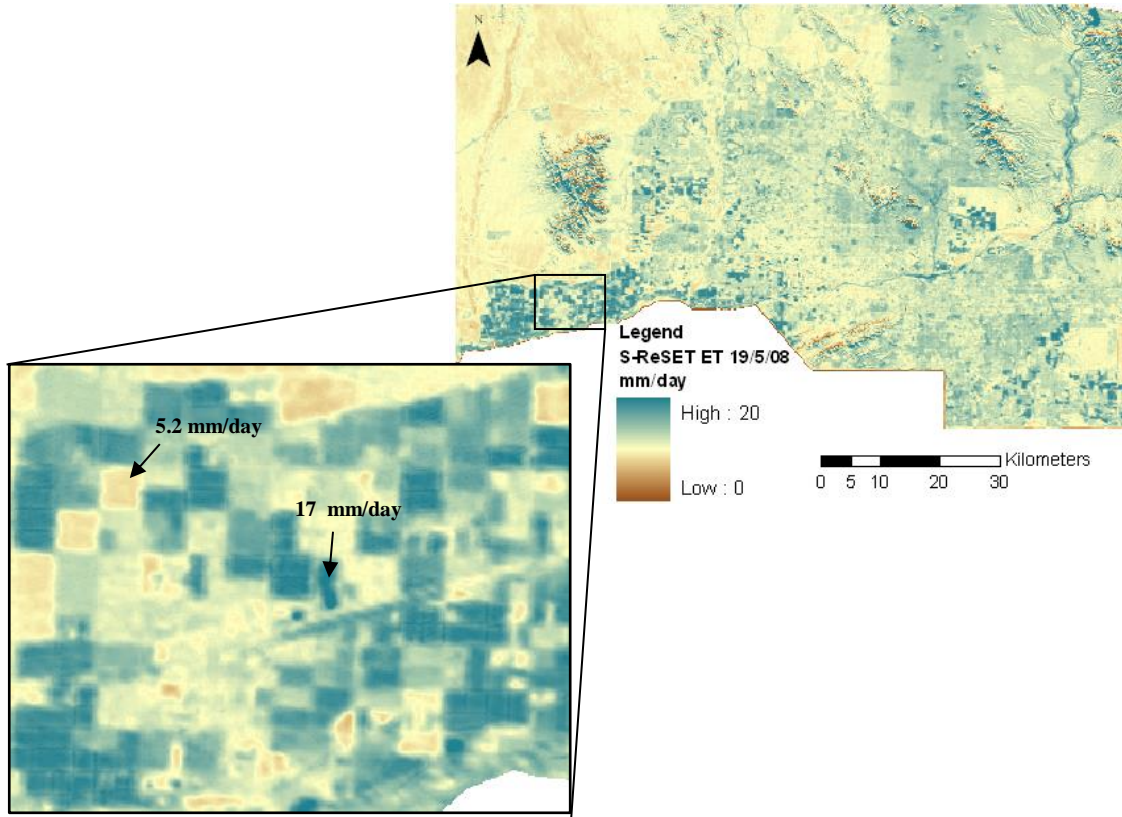 N
Legend
S-ReSET ET 19/5/08
mm/day
High : 20
Low : 0
Kilometers
0 5 10 20 30
5.2 mm/day
17 mm/day